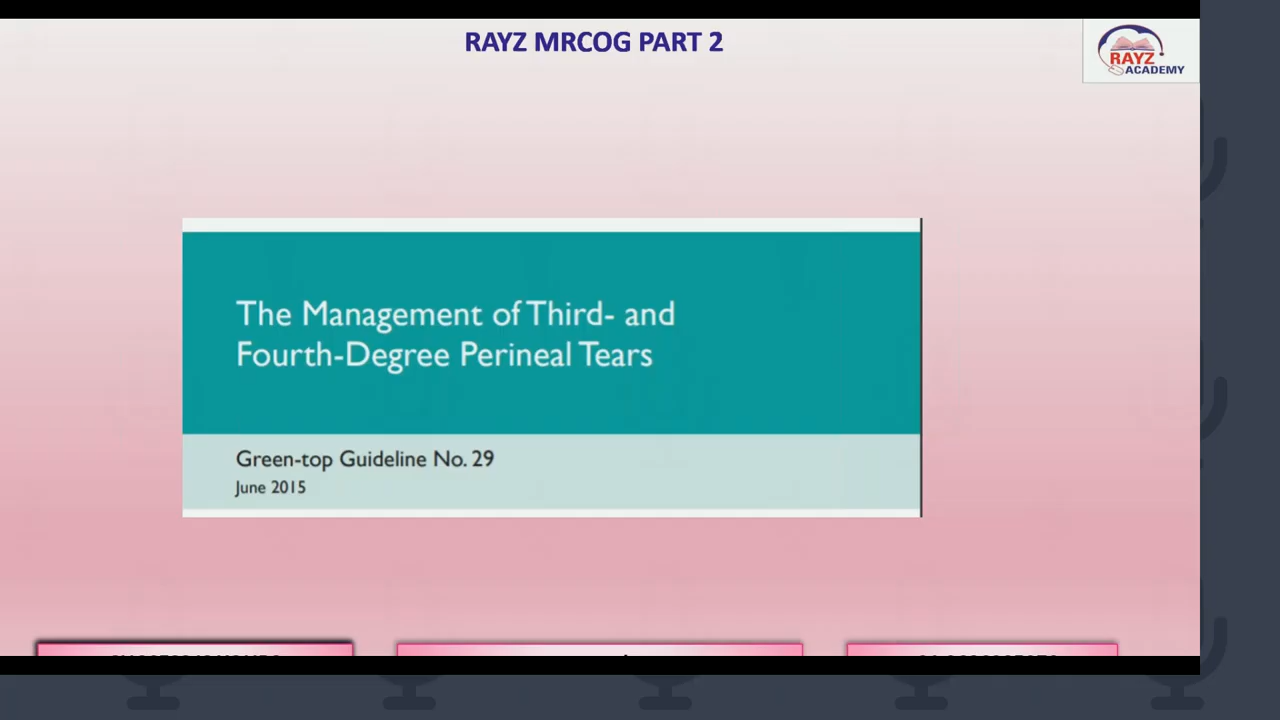 RAYZ MRCOG PART 2
RAYZ
ACADEMY
The Management of Third- and
Fourth-Degree Perineal Tears
Green-top Guideline No. 29
June 2015